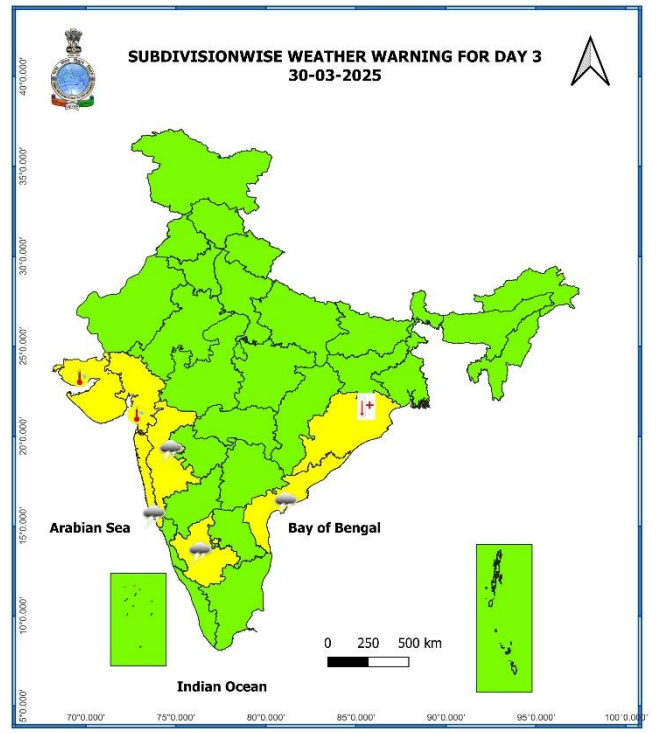 SUBDIVISIONWISE WEATHER WARNING FOR DAY 3
30-03-2025
40°0.000'
35°0.000'
30°0.000'
25°0.000'
20°0.000'
15°0.000'
10°0.000'
5°0.000'
Arabian Sea
Bay of Bengal
0 250 500 km
Indian Ocean
70°0.000' 75°0.000' 80°0.000' 85°0.000' 90°0.000' 95°0.000' 100°0.000'